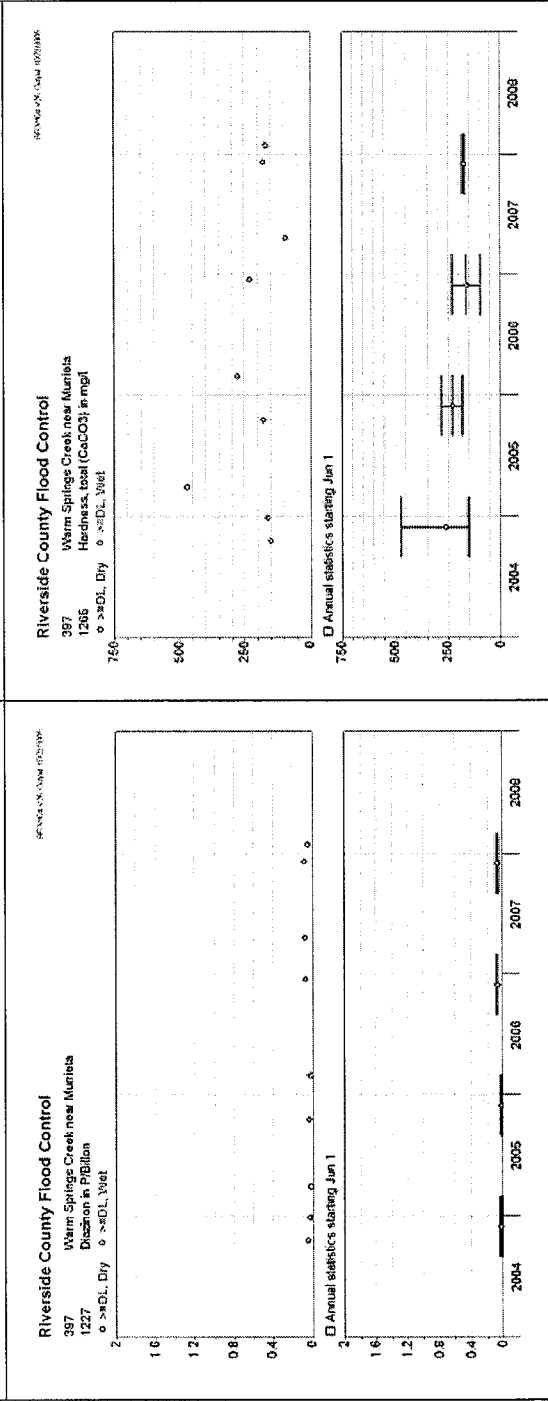 Riverside County Flood Control
397 Warm Springs Creek near Murrieta
1227 Diazinon in P/Billion
o >=DL, Dry o >=DL, Wet
2
1.6
1.2
0.8
0.4
0
□ Annual statistics starting Jun 1
2
1.6
1.2
0.8
0.4
0
2004 2005 2006 2007 2008
Riverside County Flood Control
397 Warm Springs Creek near Murrieta
1266 Hardness, total (CaCO3) in mg/l
o >=DL, Dry o >=DL, Wet
750
500
250
0
□ Annual statistics starting Jun 1
750
500
250
0
2004 2005 2006 2007 2008